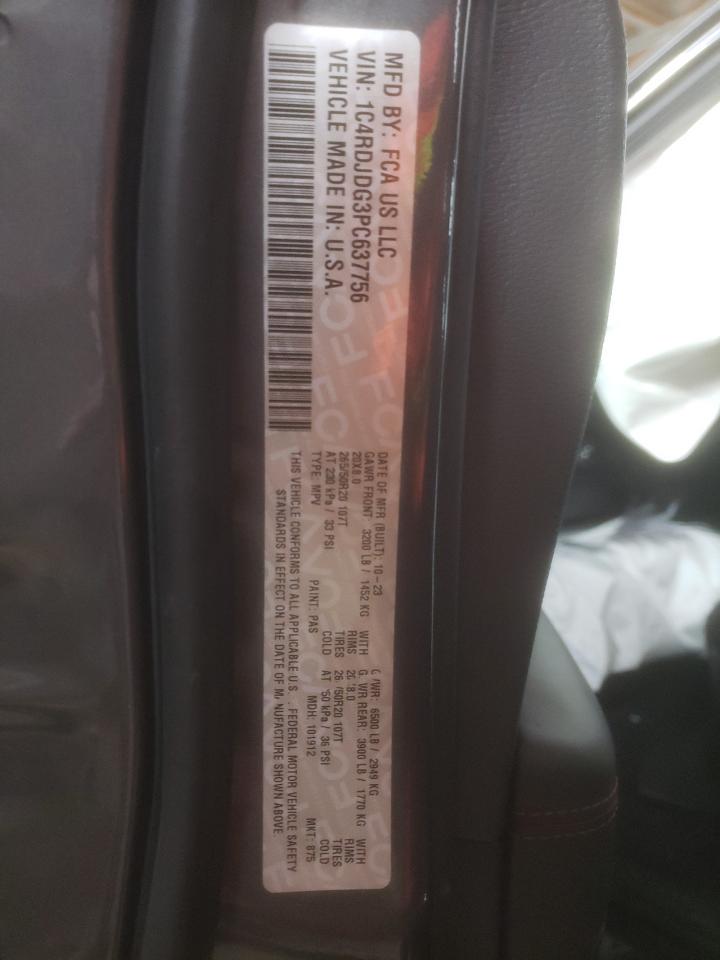 MFD BY: FCA US LLC
VIN: 1C4RDJDG3PC637756
VEHICLE MADE IN: U.S.A.
DATE OF MFR (BUILT): 10-23
GAWR FRONT 3200 LB / 1452 KG WITH
20X8.0 RIMS
265/50R20 107T TIRES
AT 230 kPa / 33 PSI COLD
6500 LB / 2949 KG
REAR: 3900 LB / 1770 KG WITH
RIMS
TIRES
AT 36 PSI COLD
TYPE: MPV PAINT: PAS MDH: 101912 MKT: 875
THIS VEHICLE CONFORMS TO ALL APPLICABLE U.S. FEDERAL MOTOR VEHICLE SAFETY
STANDARDS IN EFFECT ON THE DATE OF MANUFACTURE SHOWN ABOVE